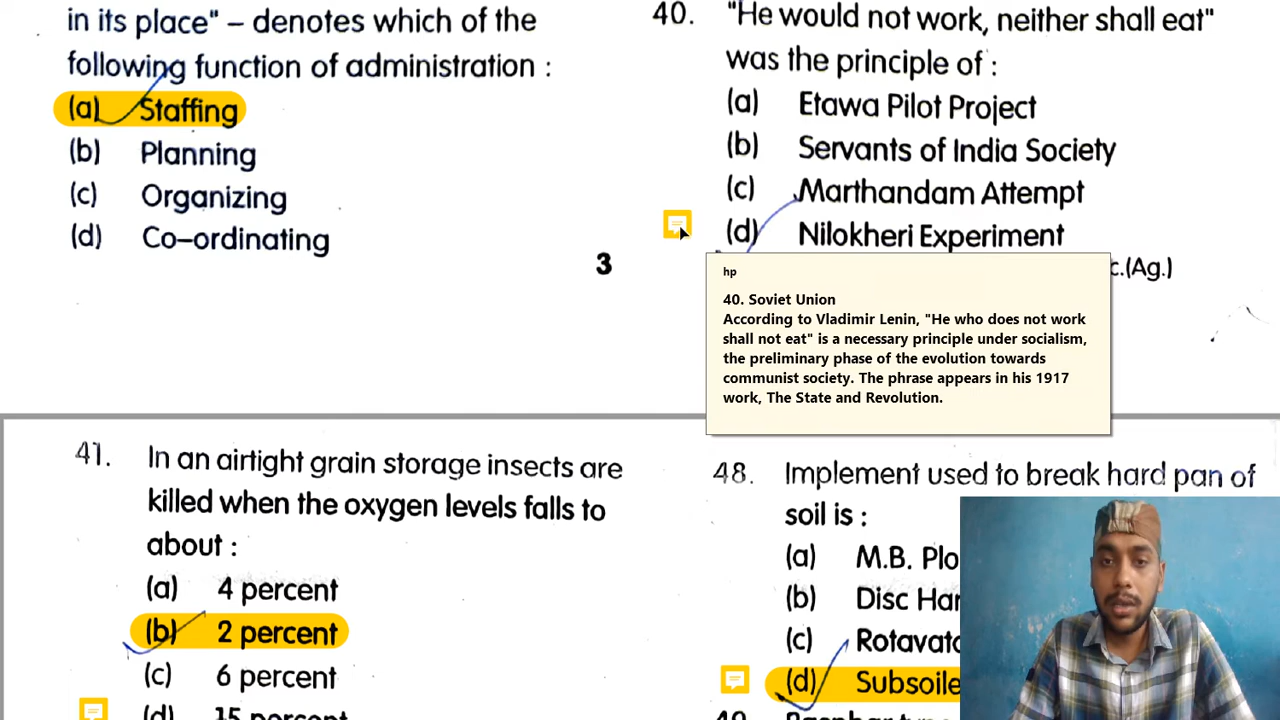 in its place" – denotes which of the
following function of administration :
(a) Staffing
(b) Planning
(c) Organizing
(d) Co–ordinating
3
40. "He would not work, neither shall eat"
was the principle of :
(a) Etawa Pilot Project
(b) Servants of India Society
(c) Marthandam Attempt
(d) Nilokheri Experiment
c.(Ag.)
hp
40. Soviet Union
According to Vladimir Lenin, "He who does not work
shall not eat" is a necessary principle under socialism,
the preliminary phase of the evolution towards
communist society. The phrase appears in his 1917
work, The State and Revolution.
41. In an airtight grain storage insects are
killed when the oxygen levels falls to
about :
(a) 4 percent
(b) 2 percent
(c) 6 percent
(d) 15 percent
48. Implement used to break hard pan of
soil is :
(a) M.B. Plo
(b) Disc Har
(c) Rotavato
(d) Subsoile
49.